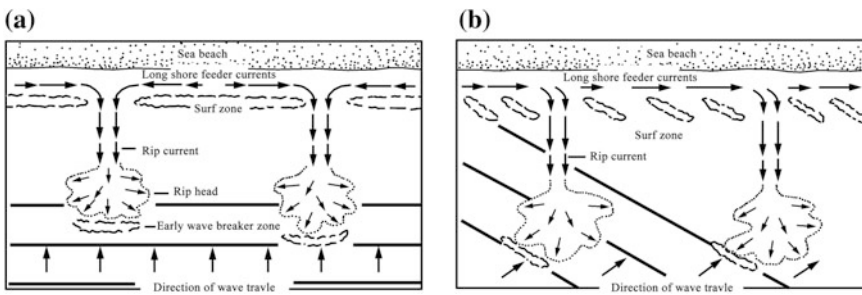 (a)
Sea beach
Long shore feeder currents
Surf zone
Rip current
Rip head
Early wave breaker zone
Direction of wave travle
(b)
Sea beach
Long shore feeder currents
Surf zone
Rip current
Direction of wave travle